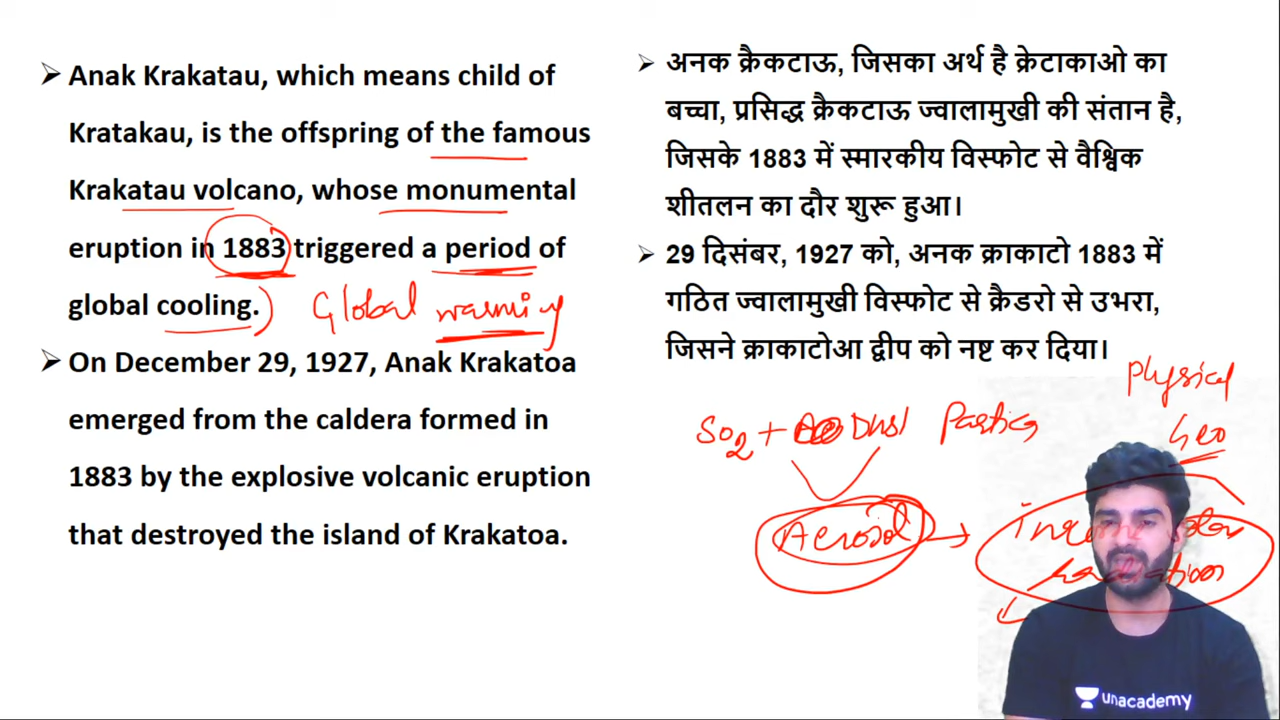 ➢ Anak Krakatau, which means child of
Kratakau, is the offspring of the famous
Krakatau volcano, whose monumental
eruption in 1883 triggered a period of
global cooling.)
Global warming
➢ On December 29, 1927, Anak Krakatoa
emerged from the caldera formed in
1883 by the explosive volcanic eruption
that destroyed the island of Krakatoa.
➢ अनक क्रैकटाऊ, जिसका अर्थ है क्रेटाकाओ का
बच्चा, प्रसिद्ध क्रैकटाऊ ज्वालामुखी की संतान है,
जिसके 1883 में स्मारकीय विस्फोट से वैश्विक
शीतलन का दौर शुरू हुआ।
➢ 29 दिसंबर, 1927 को, अनक क्राकाटो 1883 में
गठित ज्वालामुखी विस्फोट से क्रैडरो से उभरा,
जिसने क्राकाटोआ द्वीप को नष्ट कर दिया।
Physical
Geo
SO2 + Dust
Aerosol
solar
unacademy